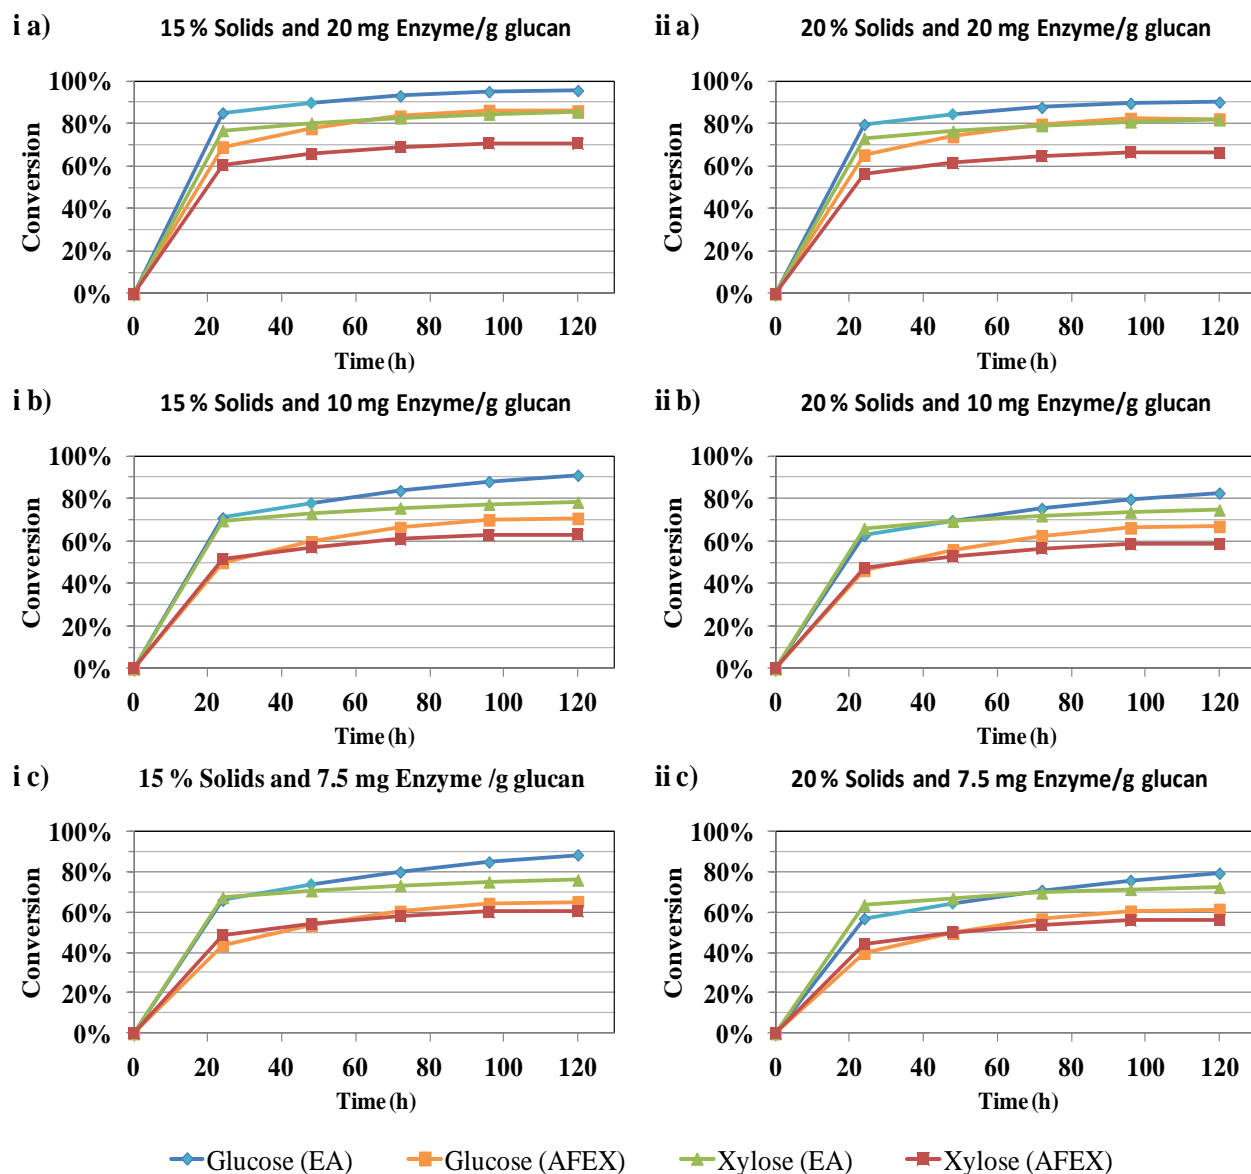 i a) 15 % Solids and 20 mg Enzyme/g glucan
100%
80%
60%
40%
20%
0%
Conversion
0 20 40 60 80 100 120
Time (h)
ii a) 20 % Solids and 20 mg Enzyme/g glucan
100%
80%
60%
40%
20%
0%
Conversion
0 20 40 60 80 100 120
Time (h)
i b) 15 % Solids and 10 mg Enzyme/g glucan
100%
80%
60%
40%
20%
0%
Conversion
0 20 40 60 80 100 120
Time (h)
ii b) 20 % Solids and 10 mg Enzyme/g glucan
100%
80%
60%
40%
20%
0%
Conversion
0 20 40 60 80 100 120
Time (h)
i c) 15 % Solids and 7.5 mg Enzyme /g glucan
100%
80%
60%
40%
20%
0%
Conversion
0 20 40 60 80 100 120
Time (h)
ii c) 20 % Solids and 7.5 mg Enzyme/g glucan
100%
80%
60%
40%
20%
0%
Conversion
0 20 40 60 80 100 120
Time (h)
Glucose (EA) Glucose (AFEX) Xylose (EA) Xylose (AFEX)